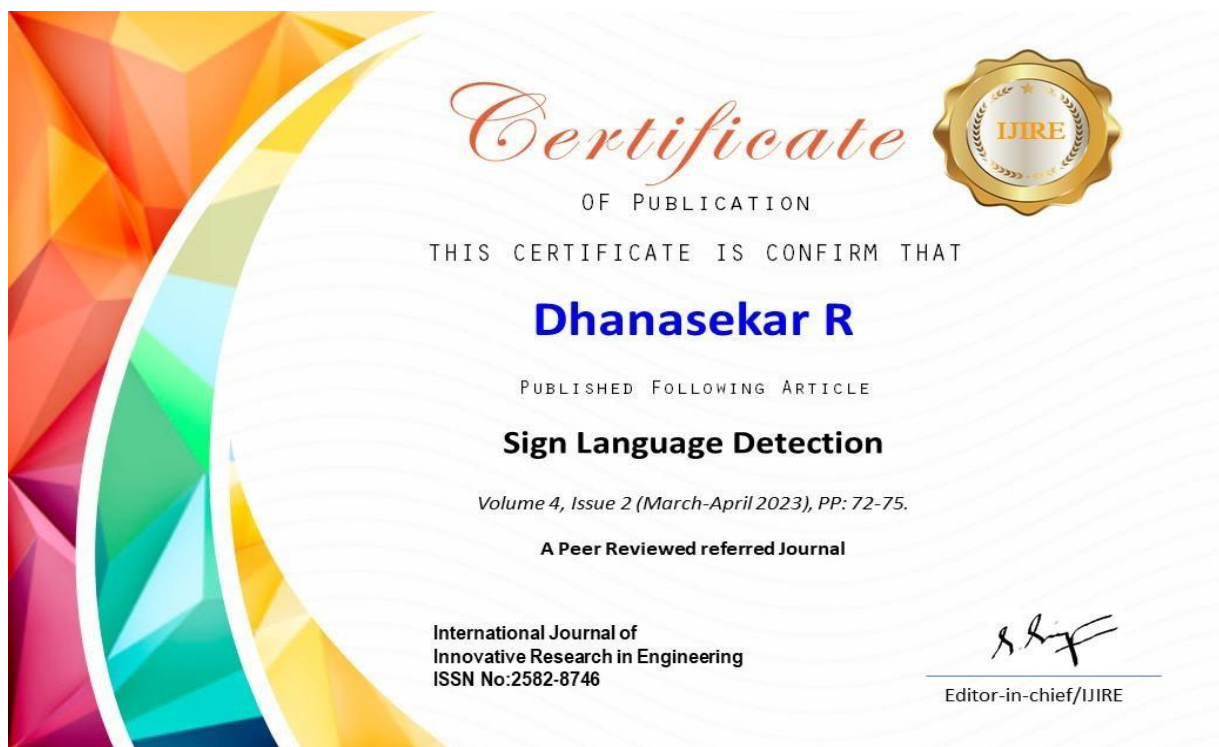 Certificate
IJIRE
OF PUBLICATION
THIS CERTIFICATE IS CONFIRM THAT
Dhanasekar R
PUBLISHED FOLLOWING ARTICLE
Sign Language Detection
Volume 4, Issue 2 (March-April 2023), PP: 72-75.
A Peer Reviewed referred Journal
International Journal of
Innovative Research in Engineering
ISSN No:2582-8746
Editor-in-chief/IJIRE